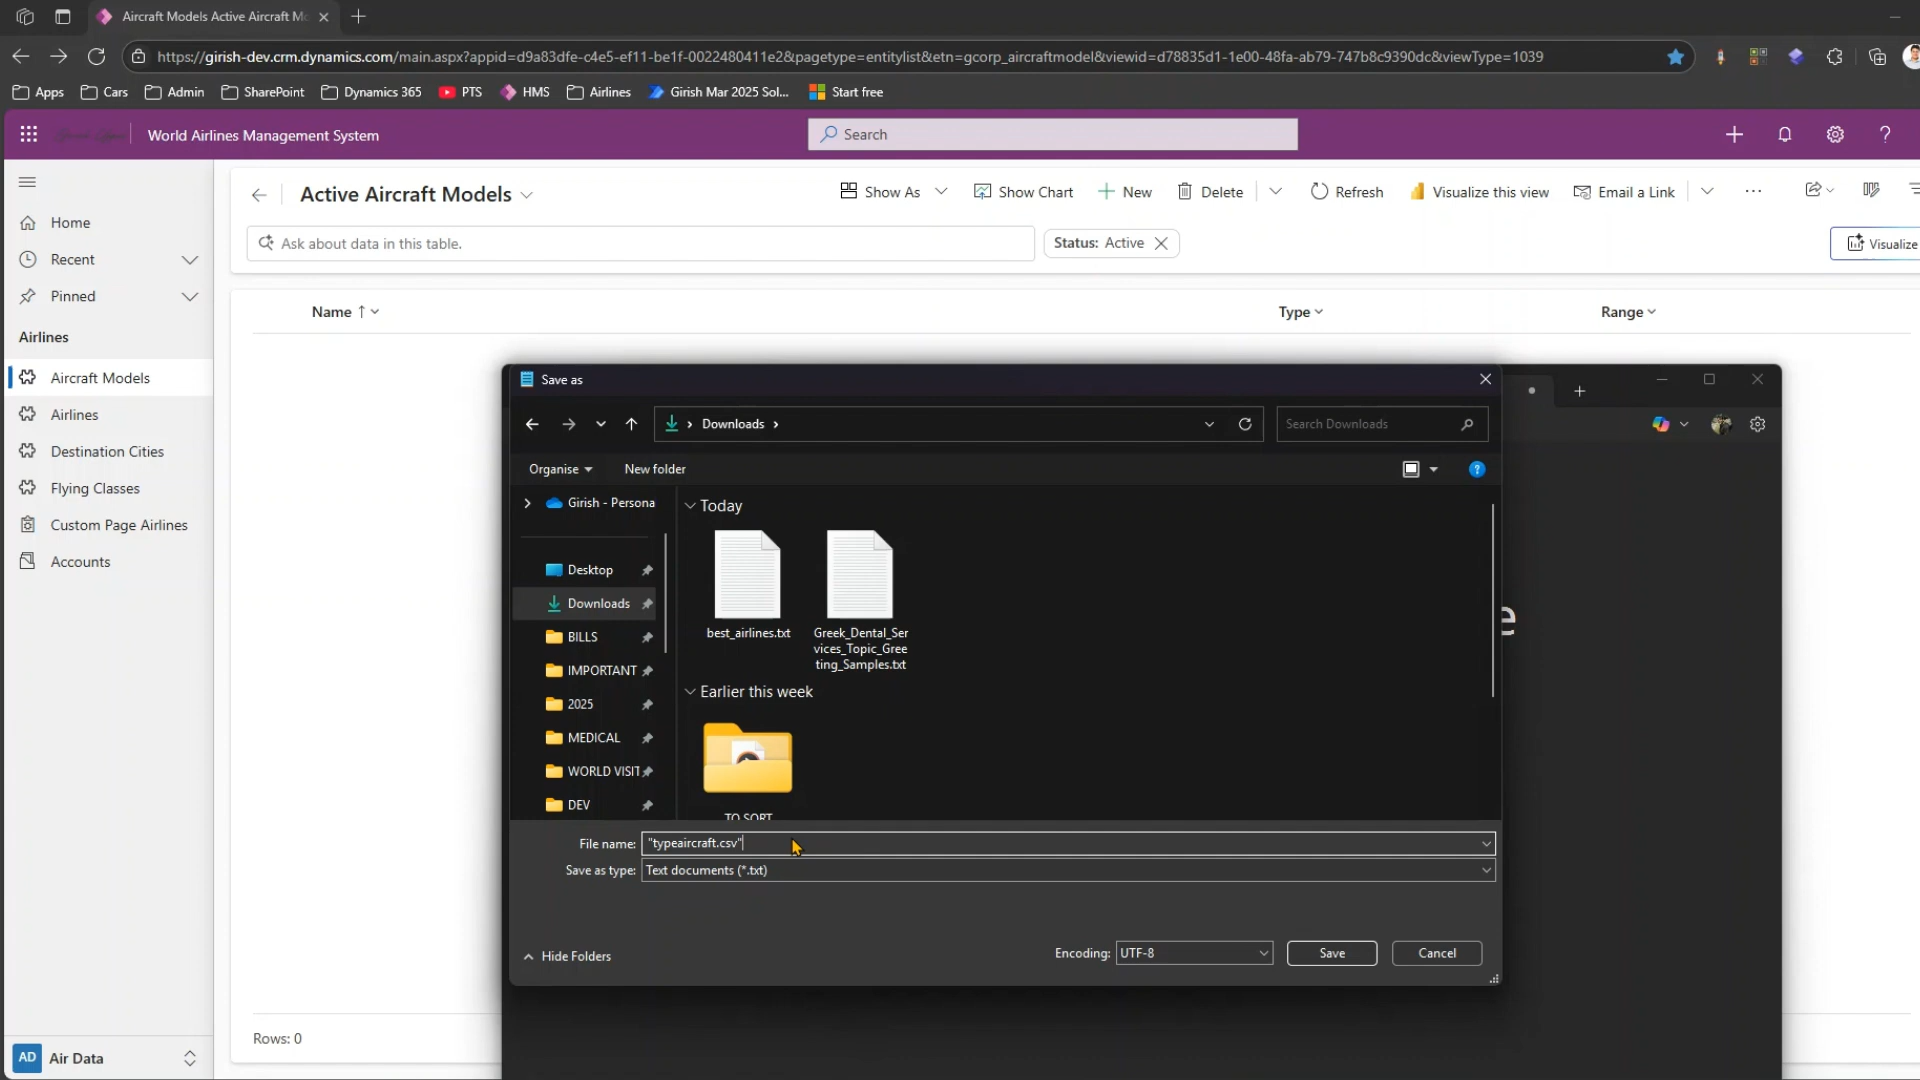 Aircraft Models Active Aircraft Mo
https://girish-dev.crm.dynamics.com/main.aspx?appid=d9a83dfe-c4e5-ef11-be1f-0022480411e2&pagetype=entitylist&etn=gcorp_aircraftmodel&viewid=d78835d1-1e00-48fa-ab79-747b8c9390dc&viewType=1039
Apps Cars Admin SharePoint Dynamics 365 PTS HMS Airlines Girish Mar 2025 Sol... Start free
World Airlines Management System
Search
Active Aircraft Models
Show As Show Chart New Delete Refresh Visualize this view Email a Link
Ask about data in this table.
Status: Active
Visualize
Home
Recent
Pinned
Airlines
Aircraft Models
Airlines
Destination Cities
Flying Classes
Custom Page Airlines
Accounts
AD Air Data
Name Type Range
Rows: 0
Save as
Downloads
Search Downloads
Organise New folder
Girish - Persona
Desktop
Downloads
BILLS
IMPORTANT
2025
MEDICAL
WORLD VISIT
DEV
Today
best_airlines.txt
Greek_Dental_Ser
vices_Topic_Gree
ting_Samples.txt
Earlier this week
TO SORT
File name: "typeaircraft.csv"
Save as type: Text documents (*.txt)
Hide Folders
Encoding: UTF-8 Save Cancel
e